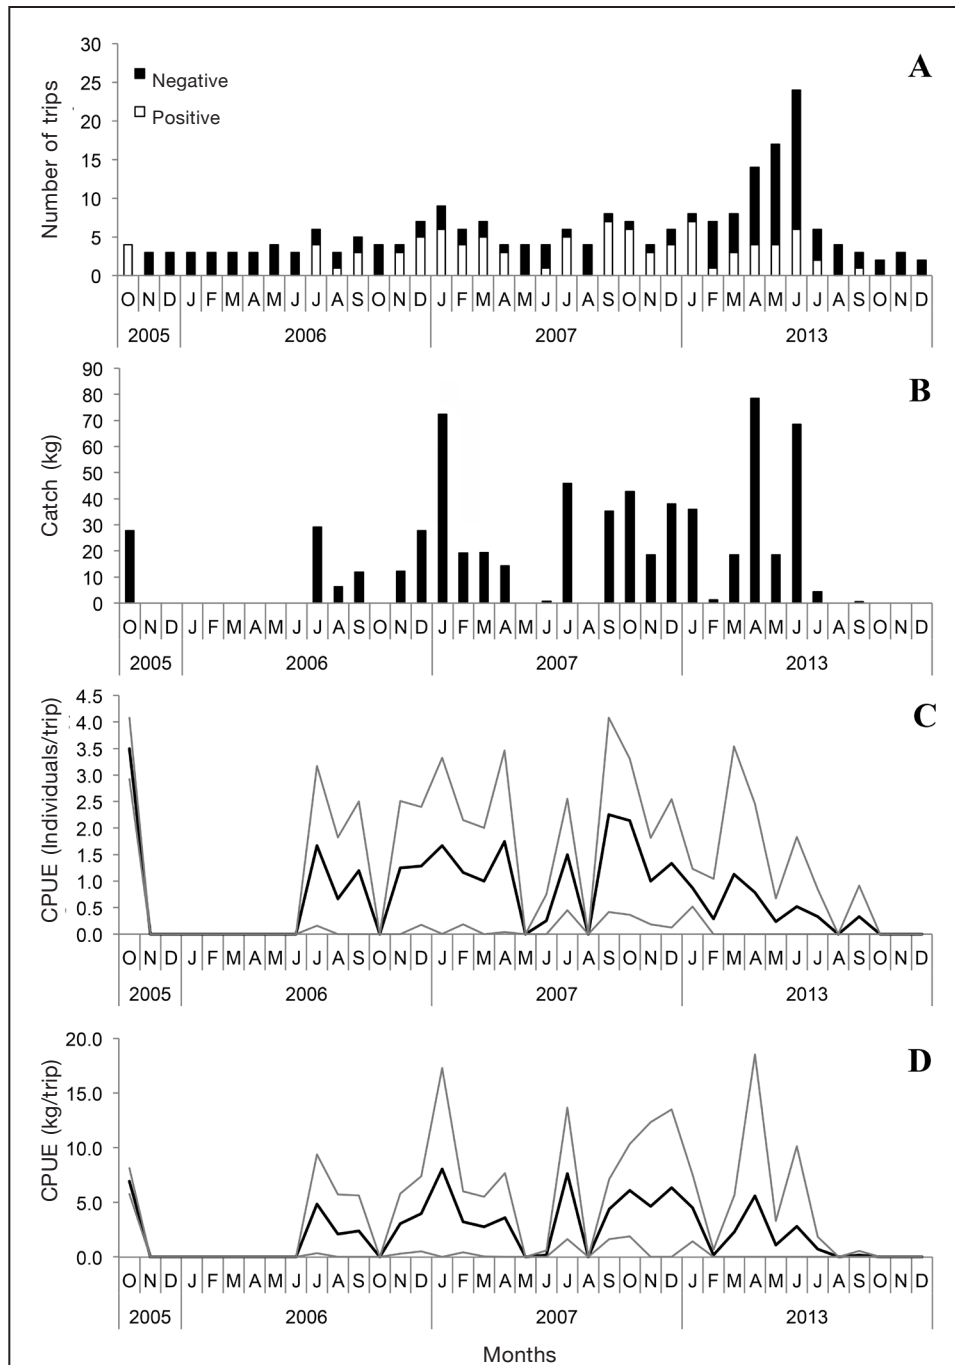 A
Number of trips
30
25
20
15
10
5
0
Negative
Positive
O N D J F M A M J J A S O N D J F M A M J J A S O N D J F M A M J J A S O N D
2005 2006 2007 2013
B
Catch (kg)
90
80
70
60
50
40
30
20
10
0
O N D J F M A M J J A S O N D J F M A M J J A S O N D J F M A M J J A S O N D
2005 2006 2007 2013
C
CPUE (Individuals/trip)
4.5
4.0
3.5
3.0
2.5
2.0
1.5
1.0
0.5
0.0
O N D J F M A M J J A S O N D J F M A M J J A S O N D J F M A M J J A S O N D
2005 2006 2007 2013
D
CPUE (kg/trip)
20.0
15.0
10.0
5.0
0.0
O N D J F M A M J J A S O N D J F M A M J J A S O N D J F M A M J J A S O N D
2005 2006 2007 2013
Months